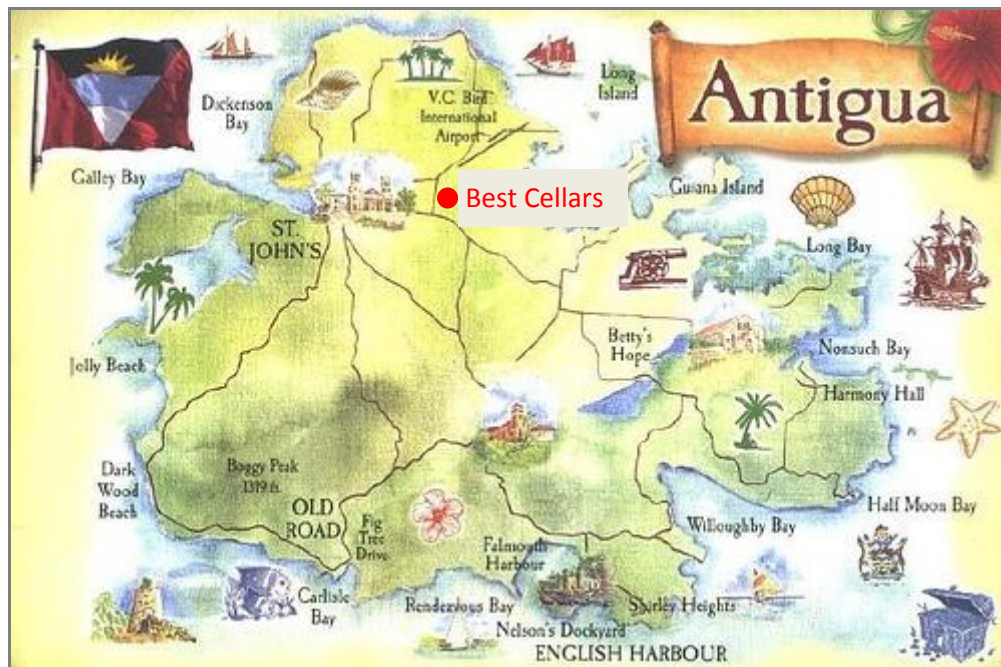 Antigua
Dickenson
Bay
Long
Island
V.C. Bird
International
Airport
Galley Bay
Best Cellars
Guiana Island
ST.
JOHN'S
Long Bay
Betty's
Hope
Nonsuch Bay
Jolly Beach
Harmony Hall
Boggy Peak
1319 ft.
Dark
Wood
Beach
OLD
ROAD
Fig
Tree
Drive
Half Moon Bay
Willoughby Bay
Falmouth
Harbour
Carlisle
Bay
Rendezvous Bay
Shirley Heights
Nelson's Dockyard
ENGLISH HARBOUR